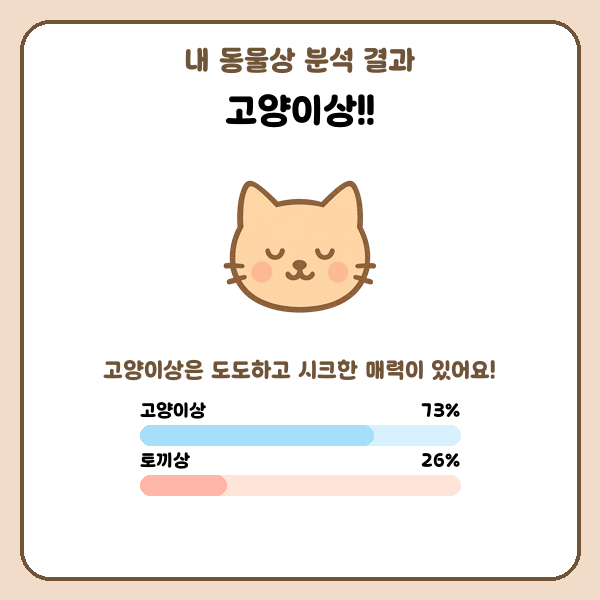 내 동물상 분석 결과
고양이상!!
고양이상은 도도하고 시크한 매력이 있어요!
고양이상 73%
토끼상 26%